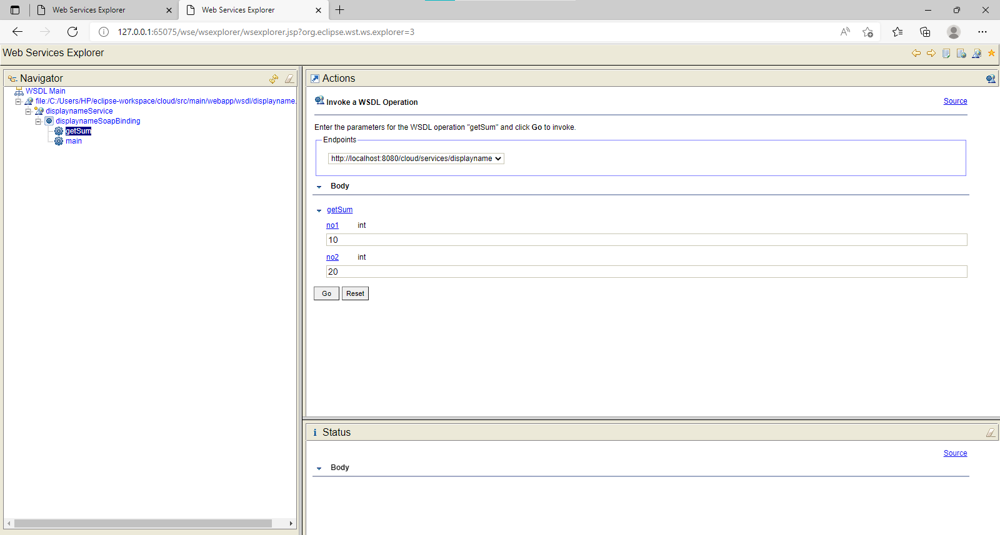 Web Services Explorer
Web Services Explorer
127.0.0.1:65075/wse/wsexplorer/wsexplorer.jsp?org.eclipse.wst.ws.explorer=3
Web Services Explorer
Navigator
WSDL Main
file:/C:/Users/HP/eclipse-workspace/cloud/src/main/webapp/wsdl/displayname.
displaynameService
displaynameSoapBinding
getSum
main
Actions
Invoke a WSDL Operation
Source
Enter the parameters for the WSDL operation "getSum" and click Go to invoke.
Endpoints
http://localhost:8080/cloud/services/displayname
Body
getSum
no1 int
10
no2 int
20
Go Reset
i Status
Source
Body